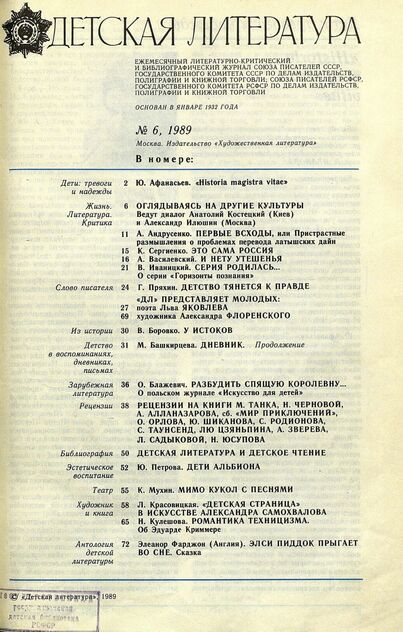 ДЕТСКАЯ ЛИТЕРАТУРА
ЕЖЕМЕСЯЧНЫЙ ЛИТЕРАТУРНО-КРИТИЧЕСКИЙ
И БИБЛИОГРАФИЧЕСКИЙ ЖУРНАЛ СОЮЗА ПИСАТЕЛЕЙ СССР,
ГОСУДАРСТВЕННОГО КОМИТЕТА СССР ПО ДЕЛАМ ИЗДАТЕЛЬСТВ,
ПОЛИГРАФИИ И КНИЖНОЙ ТОРГОВЛИ; СОЮЗА ПИСАТЕЛЕЙ РСФСР,
ГОСУДАРСТВЕННОГО КОМИТЕТА РСФСР ПО ДЕЛАМ ИЗДАТЕЛЬСТВ,
ПОЛИГРАФИИ И КНИЖНОЙ ТОРГОВЛИ
ОСНОВАН В ЯНВАРЕ 1932 ГОДА
№ 6, 1989
Москва. Издательство «Художественная литература»
В номере:
Дети: тревоги 2 Ю. Афанасьев. «Historia magistra vitae»
и надежды
Жизнь. 6 ОГЛЯДЫВАЯСЬ НА ДРУГИЕ КУЛЬТУРЫ
Литература. Ведут диалог Анатолий Костецкий (Киев)
Критика и Александр Илюшин (Москва)
11 А. Андрусенко. ПЕРВЫЕ ВСХОДЫ, или Пристрастные
размышления о проблемах перевода латышских дайн
15 К. Сергиенко. ЭТО САМА РОССИЯ
16 А. Василевский. И НЕТУ УТЕШЕНЬЯ
21 В. Иваницкий. СЕРИЯ РОДИЛАСЬ...
О серии «Горизонты познания»
Слово писателя 24 Г. Пряхин. ДЕТСТВО ТЯНЕТСЯ К ПРАВДЕ
«ДЛ» ПРЕДСТАВЛЯЕТ МОЛОДЫХ:
27 поэта Льва ЯКОВЛЕВА
69 художника Александра ФЛОРЕНСКОГО
Из истории 30 В. Боровко. У ИСТОКОВ
Детство 31 М. Башкирцева. ДНЕВНИК. Продолжение
в воспоминаниях,
дневниках,
письмах
Зарубежная 36 О. Блажевич. РАЗБУДИТЬ СПЯЩУЮ КОРОЛЕВНУ...
литература О польском журнале «Искусство для детей»
Рецензии 38 РЕЦЕНЗИИ НА КНИГИ М. ТАНКА, Н. ЧЕРНОВОЙ,
А. АЛЛАНАЗАРОВА, сб. «МИР ПРИКЛЮЧЕНИЙ»,
О. ОРЛОВА, Ю. ШИКАНОВА, С. РОДИОНОВА,
С. ТАУНСЕНД, ЛЮ ЦЗЯНЬПИНА, А. ЗВЕРЕВА,
Л. САДЫКОВОЙ, Н. ЮСУПОВА
Библиография 50 ДЕТСКАЯ ЛИТЕРАТУРА И ДЕТСКОЕ ЧТЕНИЕ
Эстетическое 52 Ю. Петрова. ДЕТИ АЛЬБИОНА
воспитание
Театр 55 К. Мухин. МИМО КУКОЛ С ПЕСНЯМИ
Художник 58 Л. Красовицкая. «ДЕТСКАЯ СТРАНИЦА»
и книга В ИСКУССТВЕ АЛЕКСАНДРА САМОХВАЛОВА
65 Н. Кулешова. РОМАНТИКА ТЕХНИЦИЗМА.
Об Эдуарде Криммере
Антология 72 Элеанор Фарджон (Англия). ЭЛСИ ПИДДОК ПРЫГАЕТ
детской ВО СНЕ. Сказка
литературы
© «Детская литература», 1989
детская библиотека
РСФСР